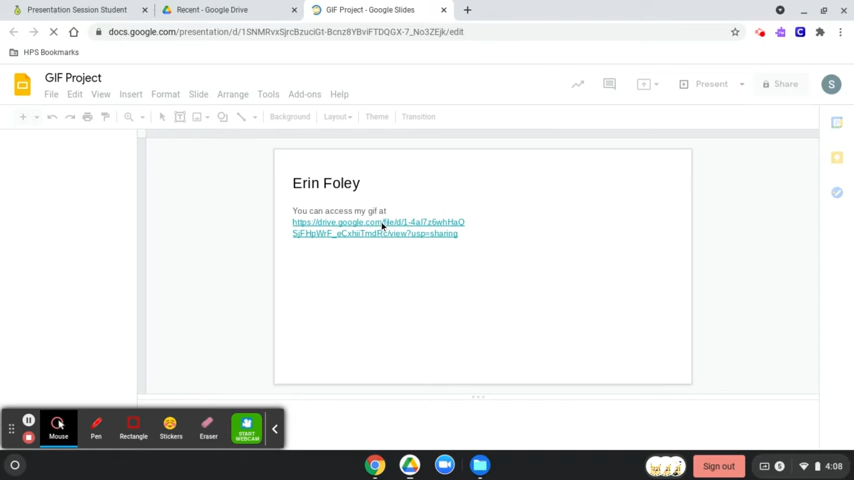 Presentation Session Student
Recent - Google Drive
GIF Project - Google Slides
docs.google.com/presentation/d/1SNMRvxSjrcBzuciGt-Bcnz8YBviFTDQGX-7_No3ZEjk/edit
HPS Bookmarks
GIF Project
File Edit View Insert Format Slide Arrange Tools Add-ons Help
Present
Share
S
Background Layout Theme Transition
Erin Foley
You can access my gif at
https://drive.google.com/file/d/1-4aI7z6whHaQ
SjFHpWrF_eCxhiiTmdRc/view?usp=sharing
Mouse Pen Rectangle Stickers Eraser START WEBCAM
Sign out
5
4:08